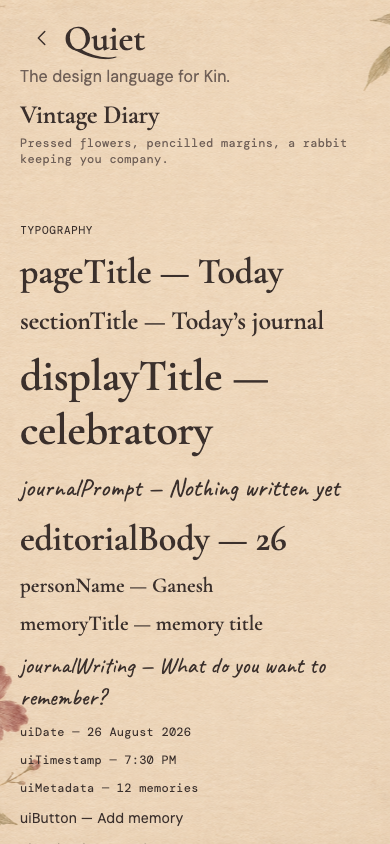 Quiet
The design language for Kin.
Vintage Diary
Pressed flowers, pencilled margins, a rabbit
keeping you company.
TYPOGRAPHY
pageTitle — Today
sectionTitle — Today’s journal
displayTitle —
celebratory
journalPrompt — Nothing written yet
editorialBody — 26
personName — Ganesh
memoryTitle — memory title
journalWriting — What do you want to
remember?
uiDate — 26 August 2026
uiTimestamp — 7:30 PM
uiMetadata — 12 memories
uiButton — Add memory